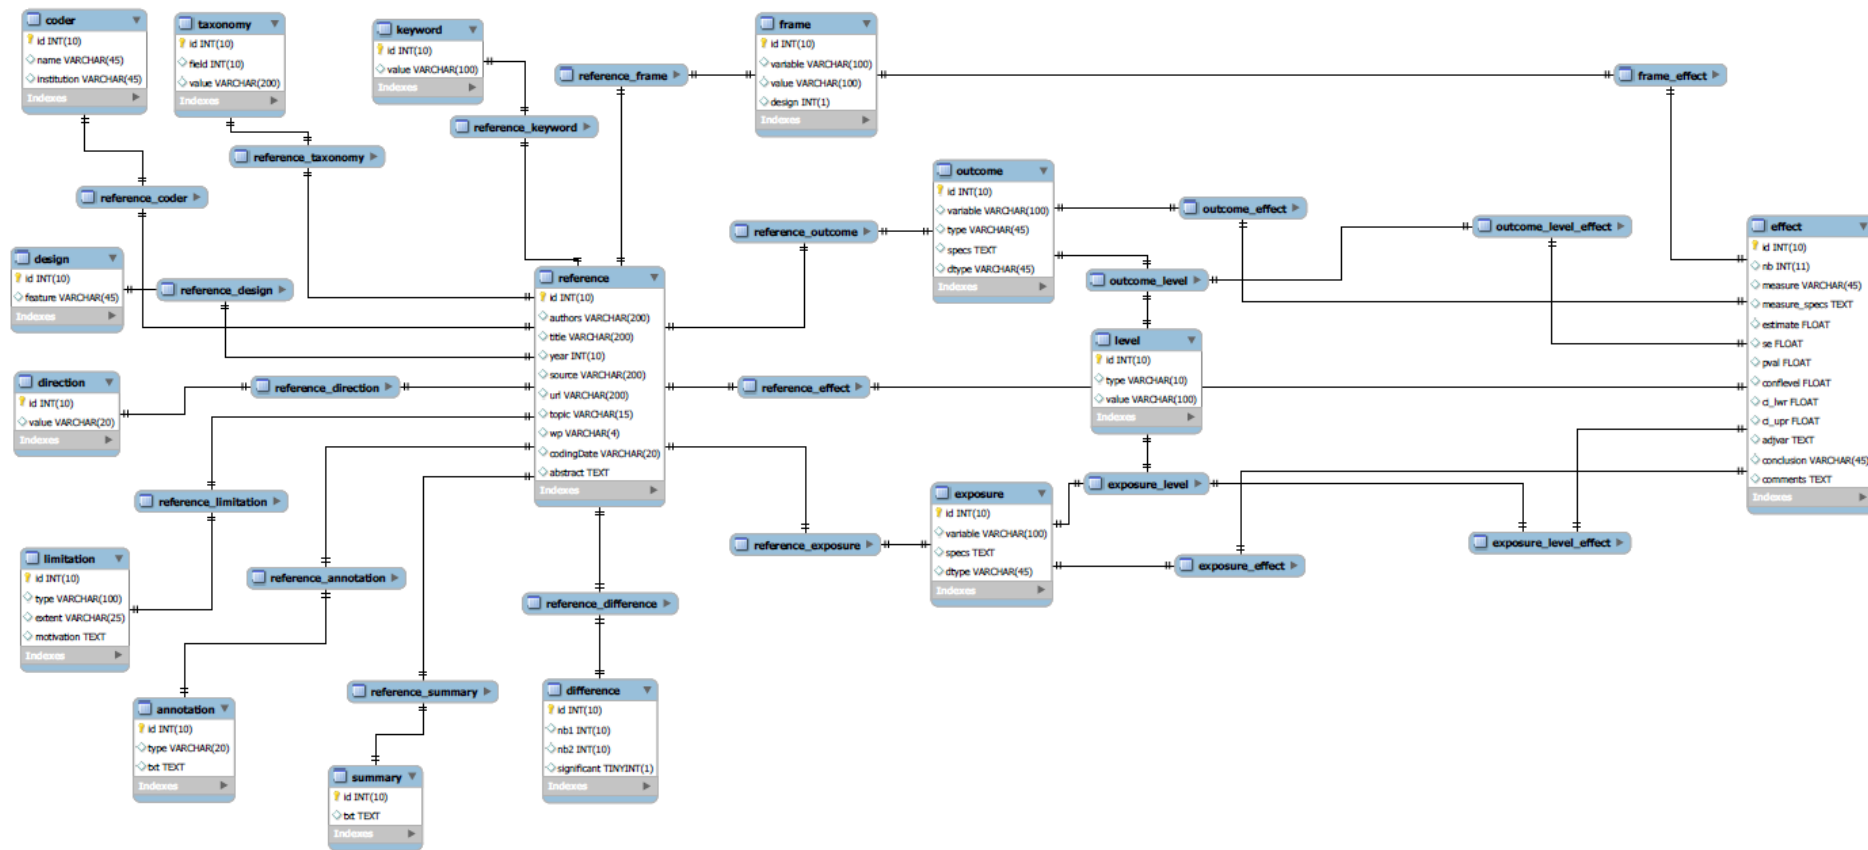 coder
id INT(10)
name VARCHAR(45)
institution VARCHAR(45)
Indexes
taxonomy
id INT(10)
field INT(10)
value VARCHAR(200)
Indexes
keyword
id INT(10)
value VARCHAR(100)
Indexes
frame
id INT(10)
variable VARCHAR(100)
value VARCHAR(100)
design INT(1)
Indexes
reference_frame
frame_effect
reference_keyword
reference_taxonomy
reference_coder
outcome
id INT(10)
variable VARCHAR(100)
type VARCHAR(45)
specs TEXT
dtype VARCHAR(45)
Indexes
outcome_effect
reference_outcome
outcome_level_effect
effect
id INT(10)
nb INT(11)
measure VARCHAR(45)
measure_specs TEXT
estimate FLOAT
se FLOAT
pval FLOAT
conflevel FLOAT
ci_lwr FLOAT
ci_upr FLOAT
adjvar TEXT
conclusion VARCHAR(45)
comments TEXT
Indexes
design
id INT(10)
feature VARCHAR(45)
Indexes
reference_design
reference
id INT(10)
authors VARCHAR(200)
title VARCHAR(200)
year INT(10)
source VARCHAR(200)
url VARCHAR(200)
topic VARCHAR(15)
wp VARCHAR(4)
codingDate VARCHAR(20)
abstract TEXT
Indexes
outcome_level
level
id INT(10)
type VARCHAR(10)
value VARCHAR(100)
Indexes
direction
id INT(10)
value VARCHAR(20)
Indexes
reference_direction
reference_effect
reference_limitation
exposure_level
exposure
id INT(10)
variable VARCHAR(100)
specs TEXT
dtype VARCHAR(45)
Indexes
reference_exposure
exposure_level_effect
exposure_effect
limitation
id INT(10)
type VARCHAR(100)
extent VARCHAR(25)
motivation TEXT
Indexes
reference_annotation
reference_difference
reference_summary
difference
id INT(10)
nb1 INT(10)
nb2 INT(10)
significant TINYINT(1)
Indexes
annotation
id INT(10)
type VARCHAR(20)
txt TEXT
Indexes
summary
id INT(10)
txt TEXT
Indexes